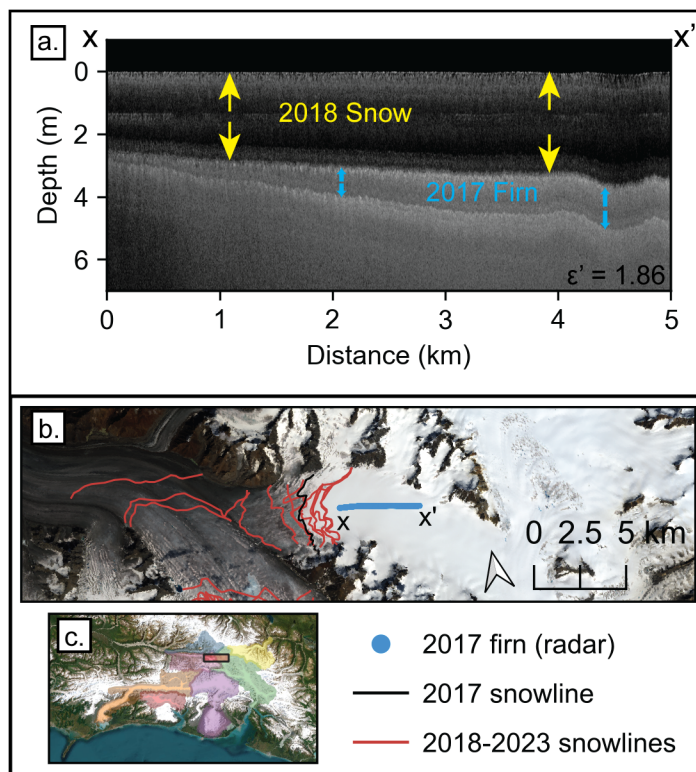 a.
X
X'
0
2
4
6
Depth (m)
2018 Snow
2017 Firn
ε' = 1.86
0 1 2 3 4 5
Distance (km)
b.
X
X'
0 2.5 5 km
c.
2017 firn (radar)
2017 snowline
2018-2023 snowlines